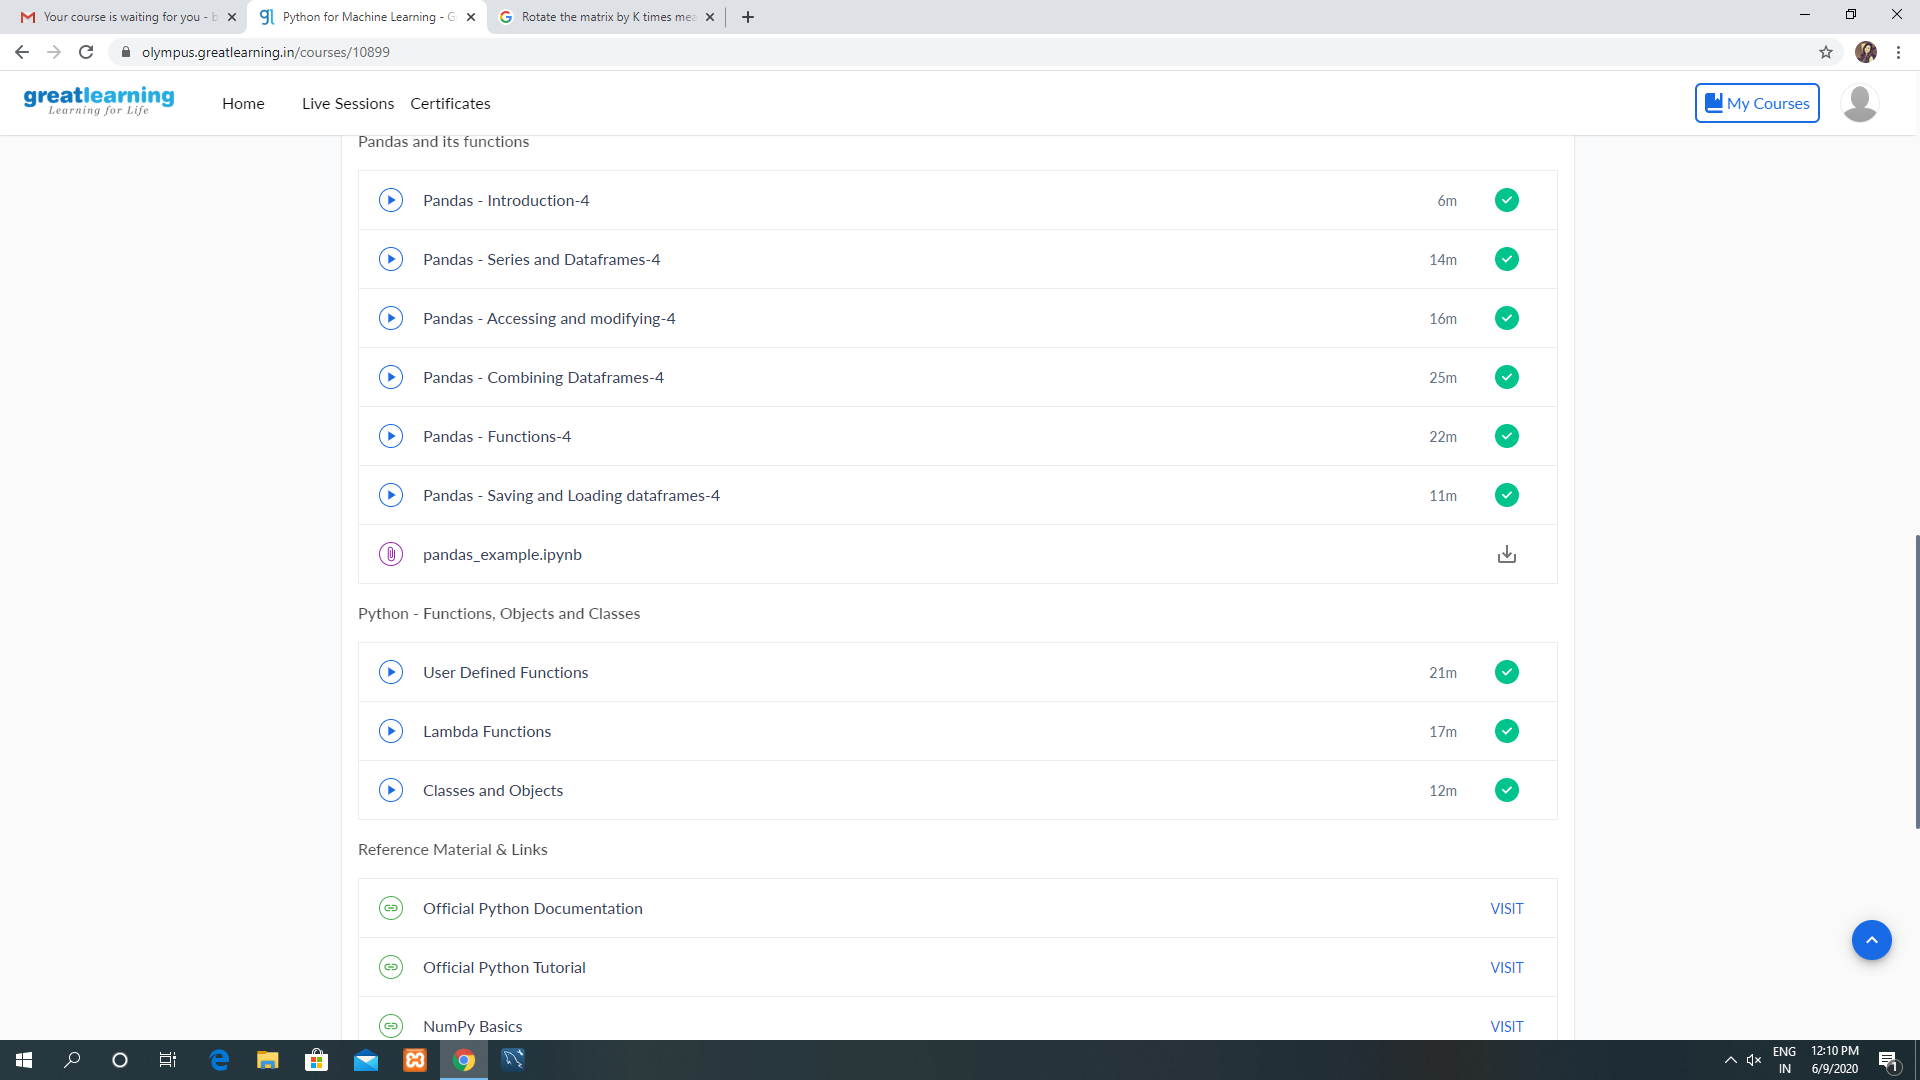 Your course is waiting for you - b
Python for Machine Learning - G
Rotate the matrix by K times mea
olympus.greatlearning.in/courses/10899
greatlearning
Learning for Life
Home
Live Sessions
Certificates
My Courses
Pandas and its functions
Pandas - Introduction-4 6m
Pandas - Series and Dataframes-4 14m
Pandas - Accessing and modifying-4 16m
Pandas - Combining Dataframes-4 25m
Pandas - Functions-4 22m
Pandas - Saving and Loading dataframes-4 11m
pandas_example.ipynb
Python - Functions, Objects and Classes
User Defined Functions 21m
Lambda Functions 17m
Classes and Objects 12m
Reference Material & Links
Official Python Documentation VISIT
Official Python Tutorial VISIT
NumPy Basics VISIT
ENG
IN
12:10 PM
6/9/2020
1